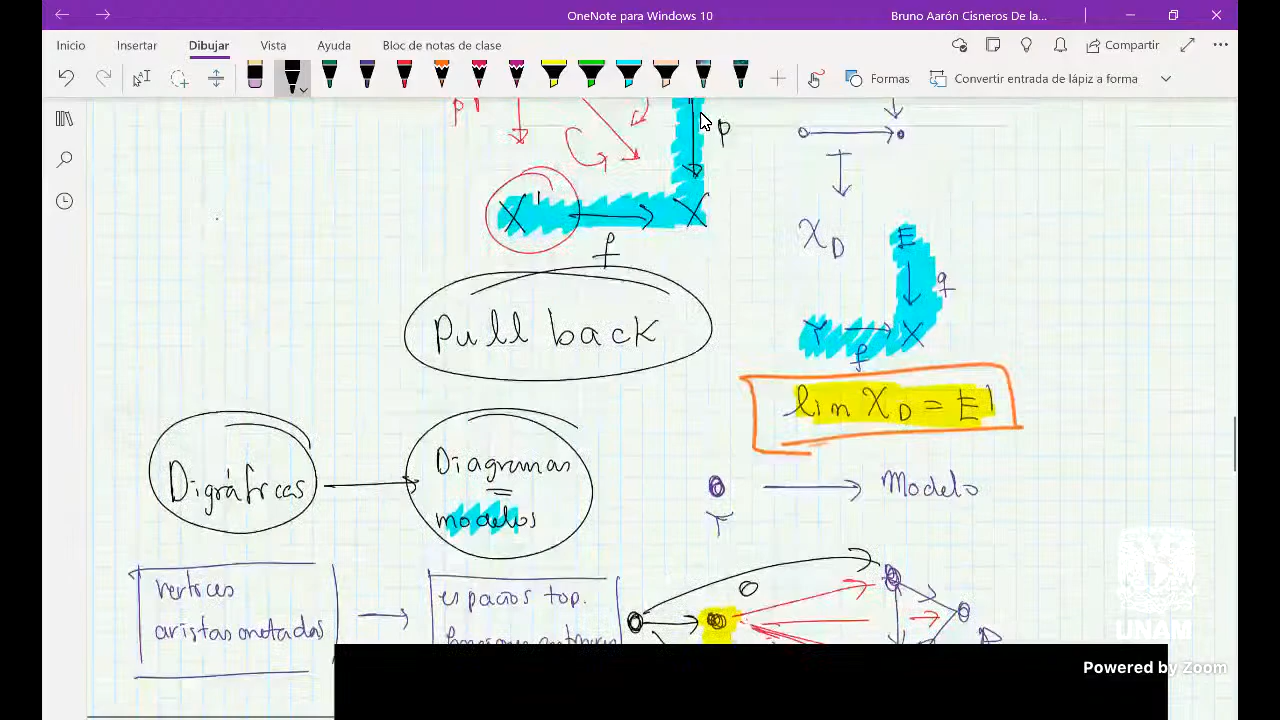 OneNote para Windows 10
Bruno Aarón Cisneros De la...
Inicio Insertar Dibujar Vista Ayuda Bloc de notas de clase
Compartir
Formas
Convertir entrada de lápiz a forma
p'
p
X' X
f
Pull back
X_D E
q
Y X
f
lim X_D = E'
Digráficas
Diagramas
=
modelos
Modelo
vertices
aristas
espacios top.
D
UNAM
Powered by Zoom